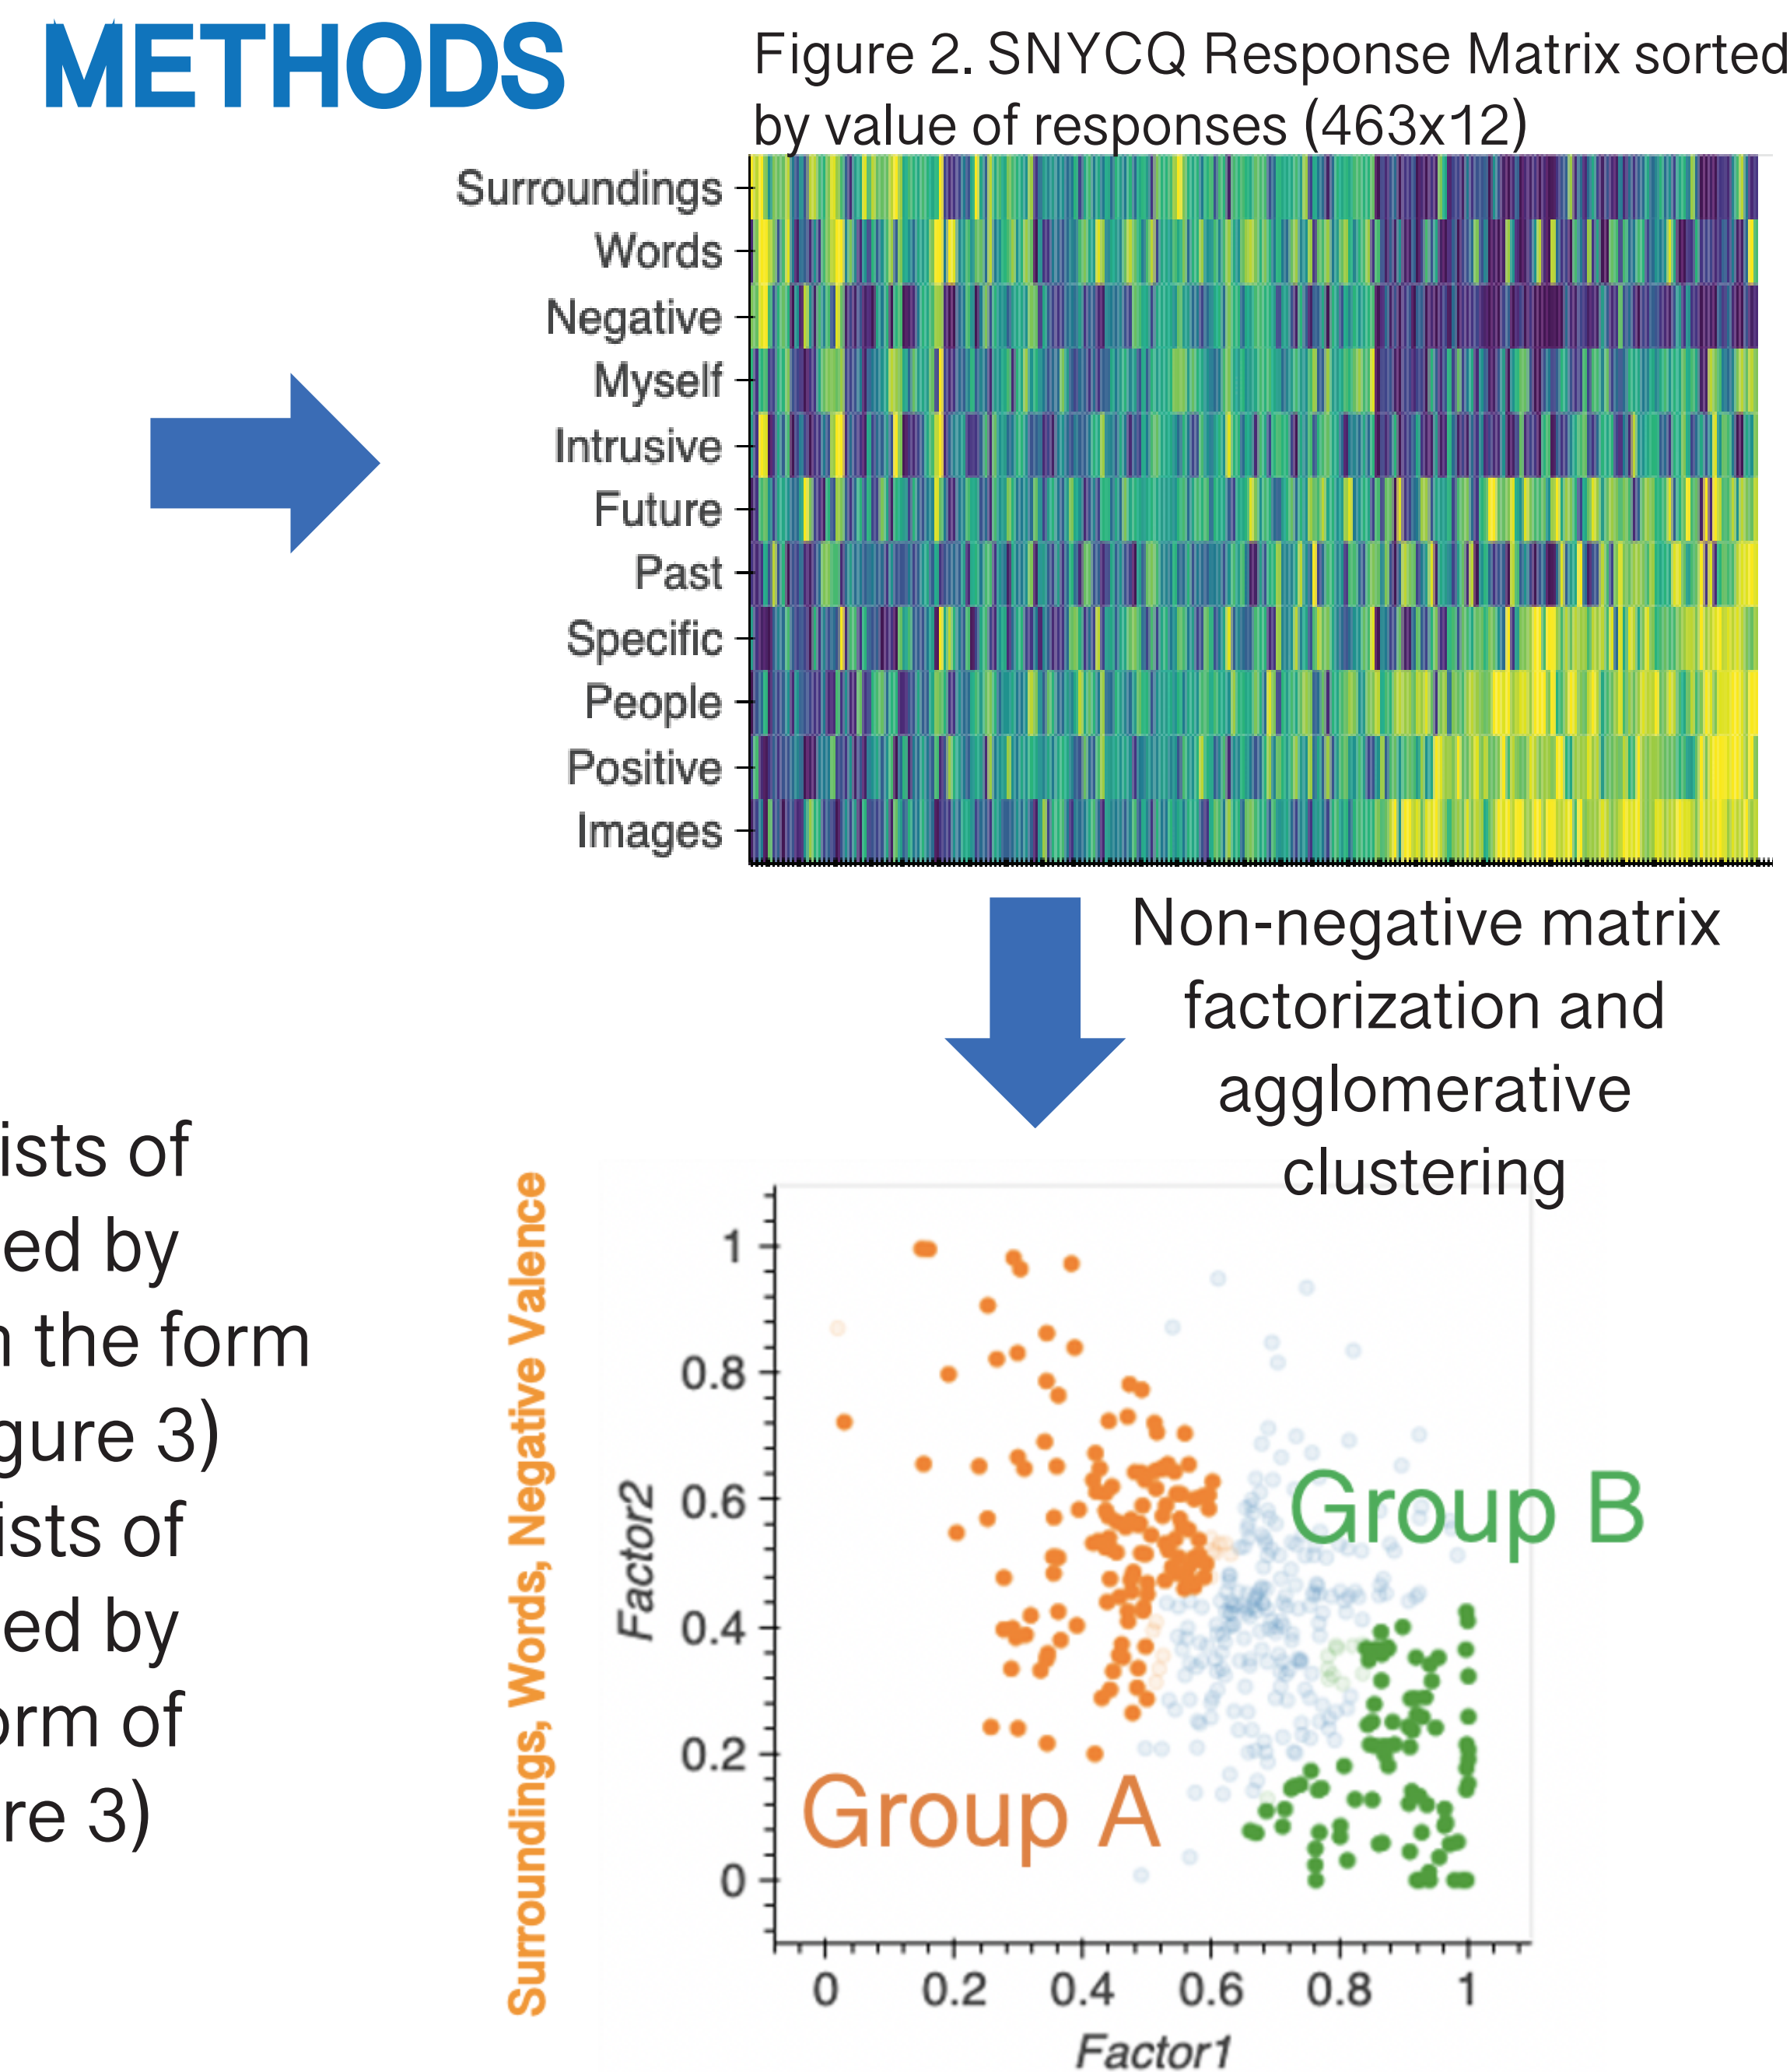 METHODS
Figure 2. SNYCQ Response Matrix sorted
by value of responses (463x12)
Surroundings
Words
Negative
Myself
Intrusive
Future
Past
Specific
People
Positive
Images
Non-negative matrix
factorization and
agglomerative
clustering
ists of
ed by
the form
gure 3)
ists of
ed by
orm of
re 3)
Surroundings, Words, Negative Valence
Factor2
1
0.8
0.6
0.4
0.2
0
Group B
Group A
0 0.2 0.4 0.6 0.8 1
Factor1